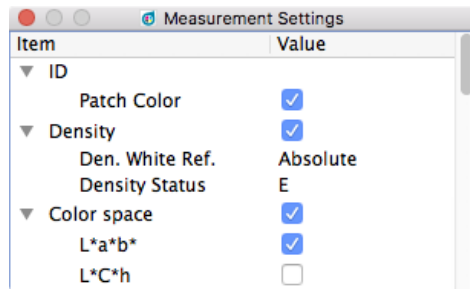 Measurement Settings
Item Value
ID
Patch Color
Density
Den. White Ref. Absolute
Density Status E
Color space
L*a*b*
L*C*h